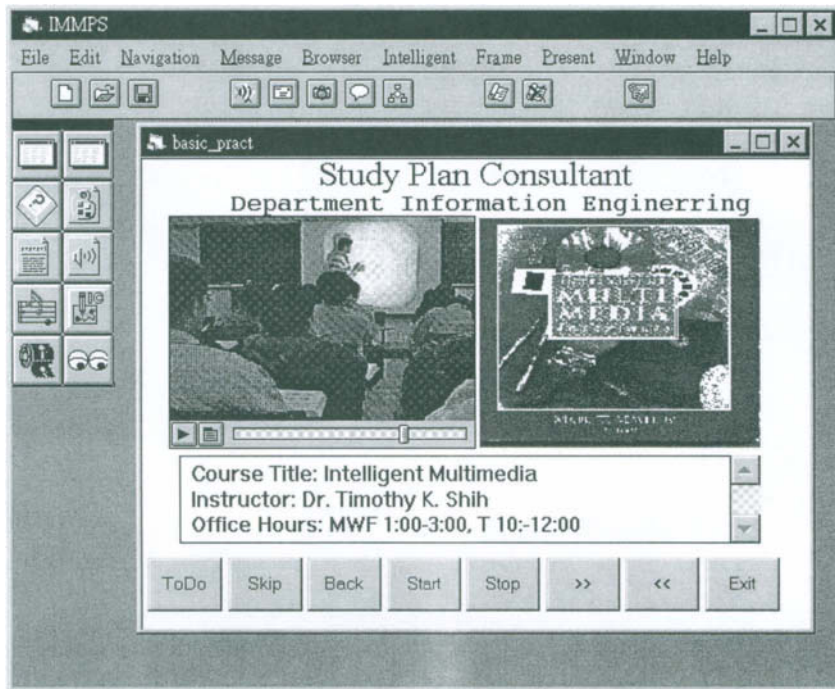 IMMPS
File Edit Navigation Message Browser Intelligent Frame Present Window Help
basic_pract
Study Plan Consultant
Department Information Enginerring
MULTI
MEDIA
Course Title: Intelligent Multimedia
Instructor: Dr. Timothy K. Shih
Office Hours: MWF 1:00-3:00, T 10:-12:00
ToDo Skip Back Start Stop >> << Exit